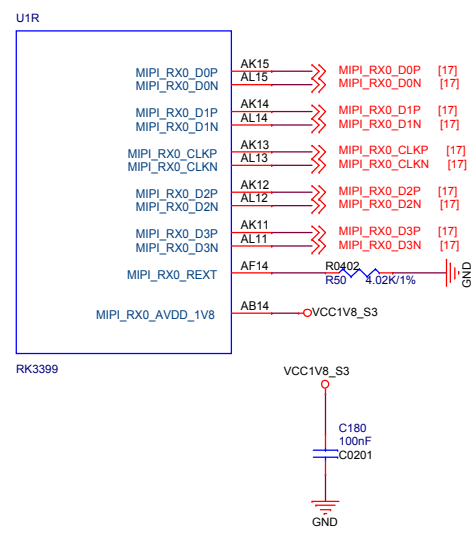 U1R
MIPI_RX0_D0P AK15 MIPI_RX0_D0P [17]
MIPI_RX0_D0N AL15 MIPI_RX0_D0N [17]
MIPI_RX0_D1P AK14 MIPI_RX0_D1P [17]
MIPI_RX0_D1N AL14 MIPI_RX0_D1N [17]
MIPI_RX0_CLKP AK13 MIPI_RX0_CLKP [17]
MIPI_RX0_CLKN AL13 MIPI_RX0_CLKN [17]
MIPI_RX0_D2P AK12 MIPI_RX0_D2P [17]
MIPI_RX0_D2N AL12 MIPI_RX0_D2N [17]
MIPI_RX0_D3P AK11 MIPI_RX0_D3P [17]
MIPI_RX0_D3N AL11 MIPI_RX0_D3N [17]
MIPI_RX0_REXT AF14 R0402 GND
R50 4.02K/1%
MIPI_RX0_AVDD_1V8 AB14 VCC1V8_S3
RK3399
VCC1V8_S3
C180
100nF
C0201
GND